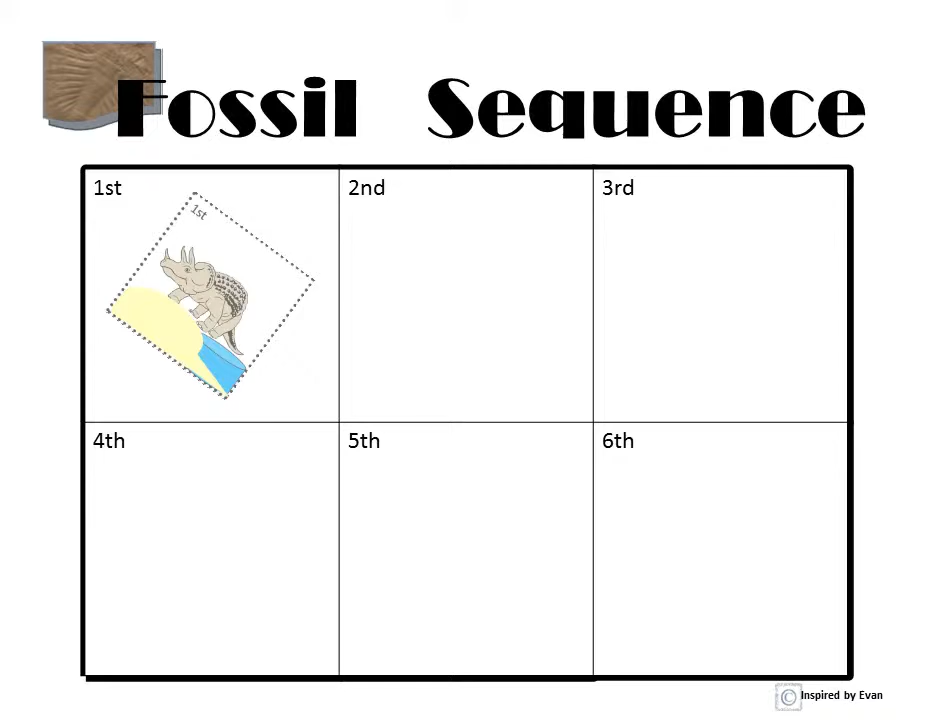 Fossil Sequence
1st
2nd
3rd
1st
4th
5th
6th
© Inspired by Evan